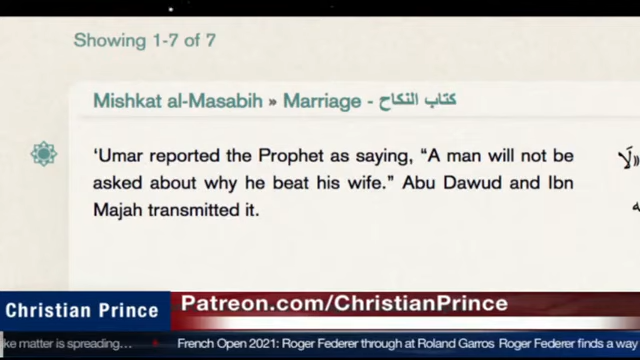 Showing 1-7 of 7
Mishkat al-Masabih » Marriage - كتاب النكاح
‘Umar reported the Prophet as saying, “A man will not be
asked about why he beat his wife.” Abu Dawud and Ibn
Majah transmitted it.
Christian Prince
Patreon.com/ChristianPrince
ke matter is spreading... French Open 2021: Roger Federer through at Roland Garros Roger Federer finds a way